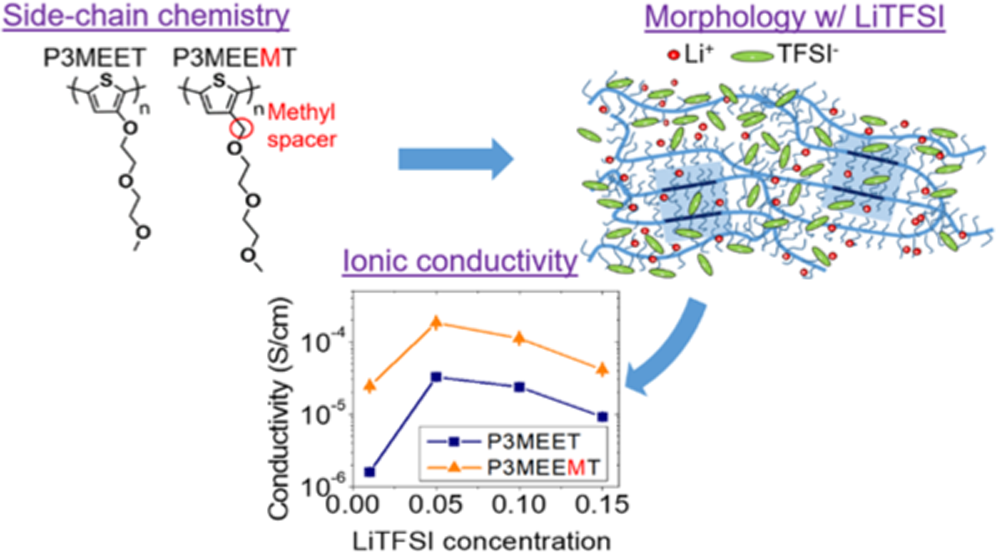 Side-chain chemistry
P3MEET
P3MEEMT
S
n
O
O
O
S
n
O
O
O
Methyl
spacer
Morphology w/ LiTFSI
Li⁺
TFSI⁻
Ionic conductivity
Conductivity (S/cm)
10⁻⁴
10⁻⁵
10⁻⁶
P3MEET
P3MEEMT
0.00 0.05 0.10 0.15
LiTFSI concentration